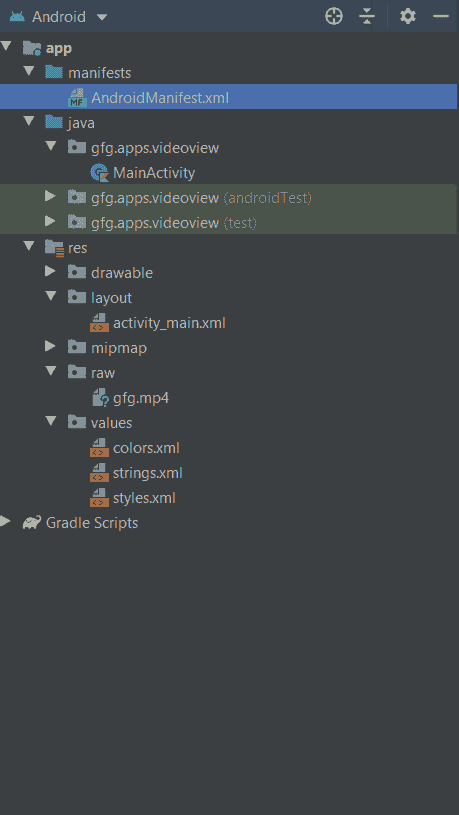 Android
app
manifests
AndroidManifest.xml
java
gfg.apps.videoview
MainActivity
gfg.apps.videoview (androidTest)
gfg.apps.videoview (test)
res
drawable
layout
activity_main.xml
mipmap
raw
gfg.mp4
values
colors.xml
strings.xml
styles.xml
Gradle Scripts